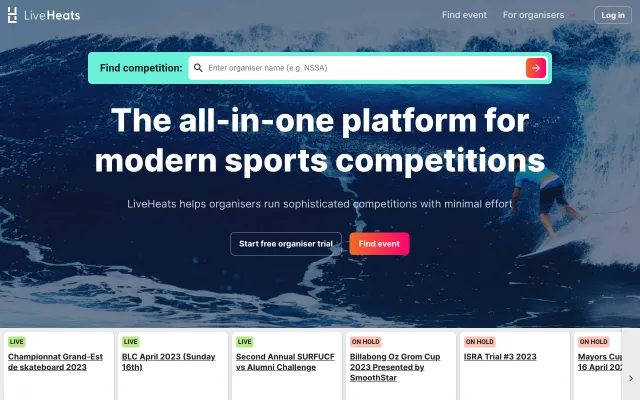 LiveHeats
Find event
For organisers
Log in
Find competition:
Enter organiser name (e.g. NSSA)
The all-in-one platform for
modern sports competitions
LiveHeats helps organisers run sophisticated competitions with minimal effort
Start free organiser trial
Find event
LIVE
Championnat Grand-Est
de skateboard 2023
LIVE
BLC April 2023 (Sunday
16th)
LIVE
Second Annual SURFUCF
vs Alumni Challenge
ON HOLD
Billabong Oz Grom Cup
2023 Presented by
SmoothStar
ON HOLD
ISRA Trial #3 2023
ON HOLD
Mayors Cup
16 April